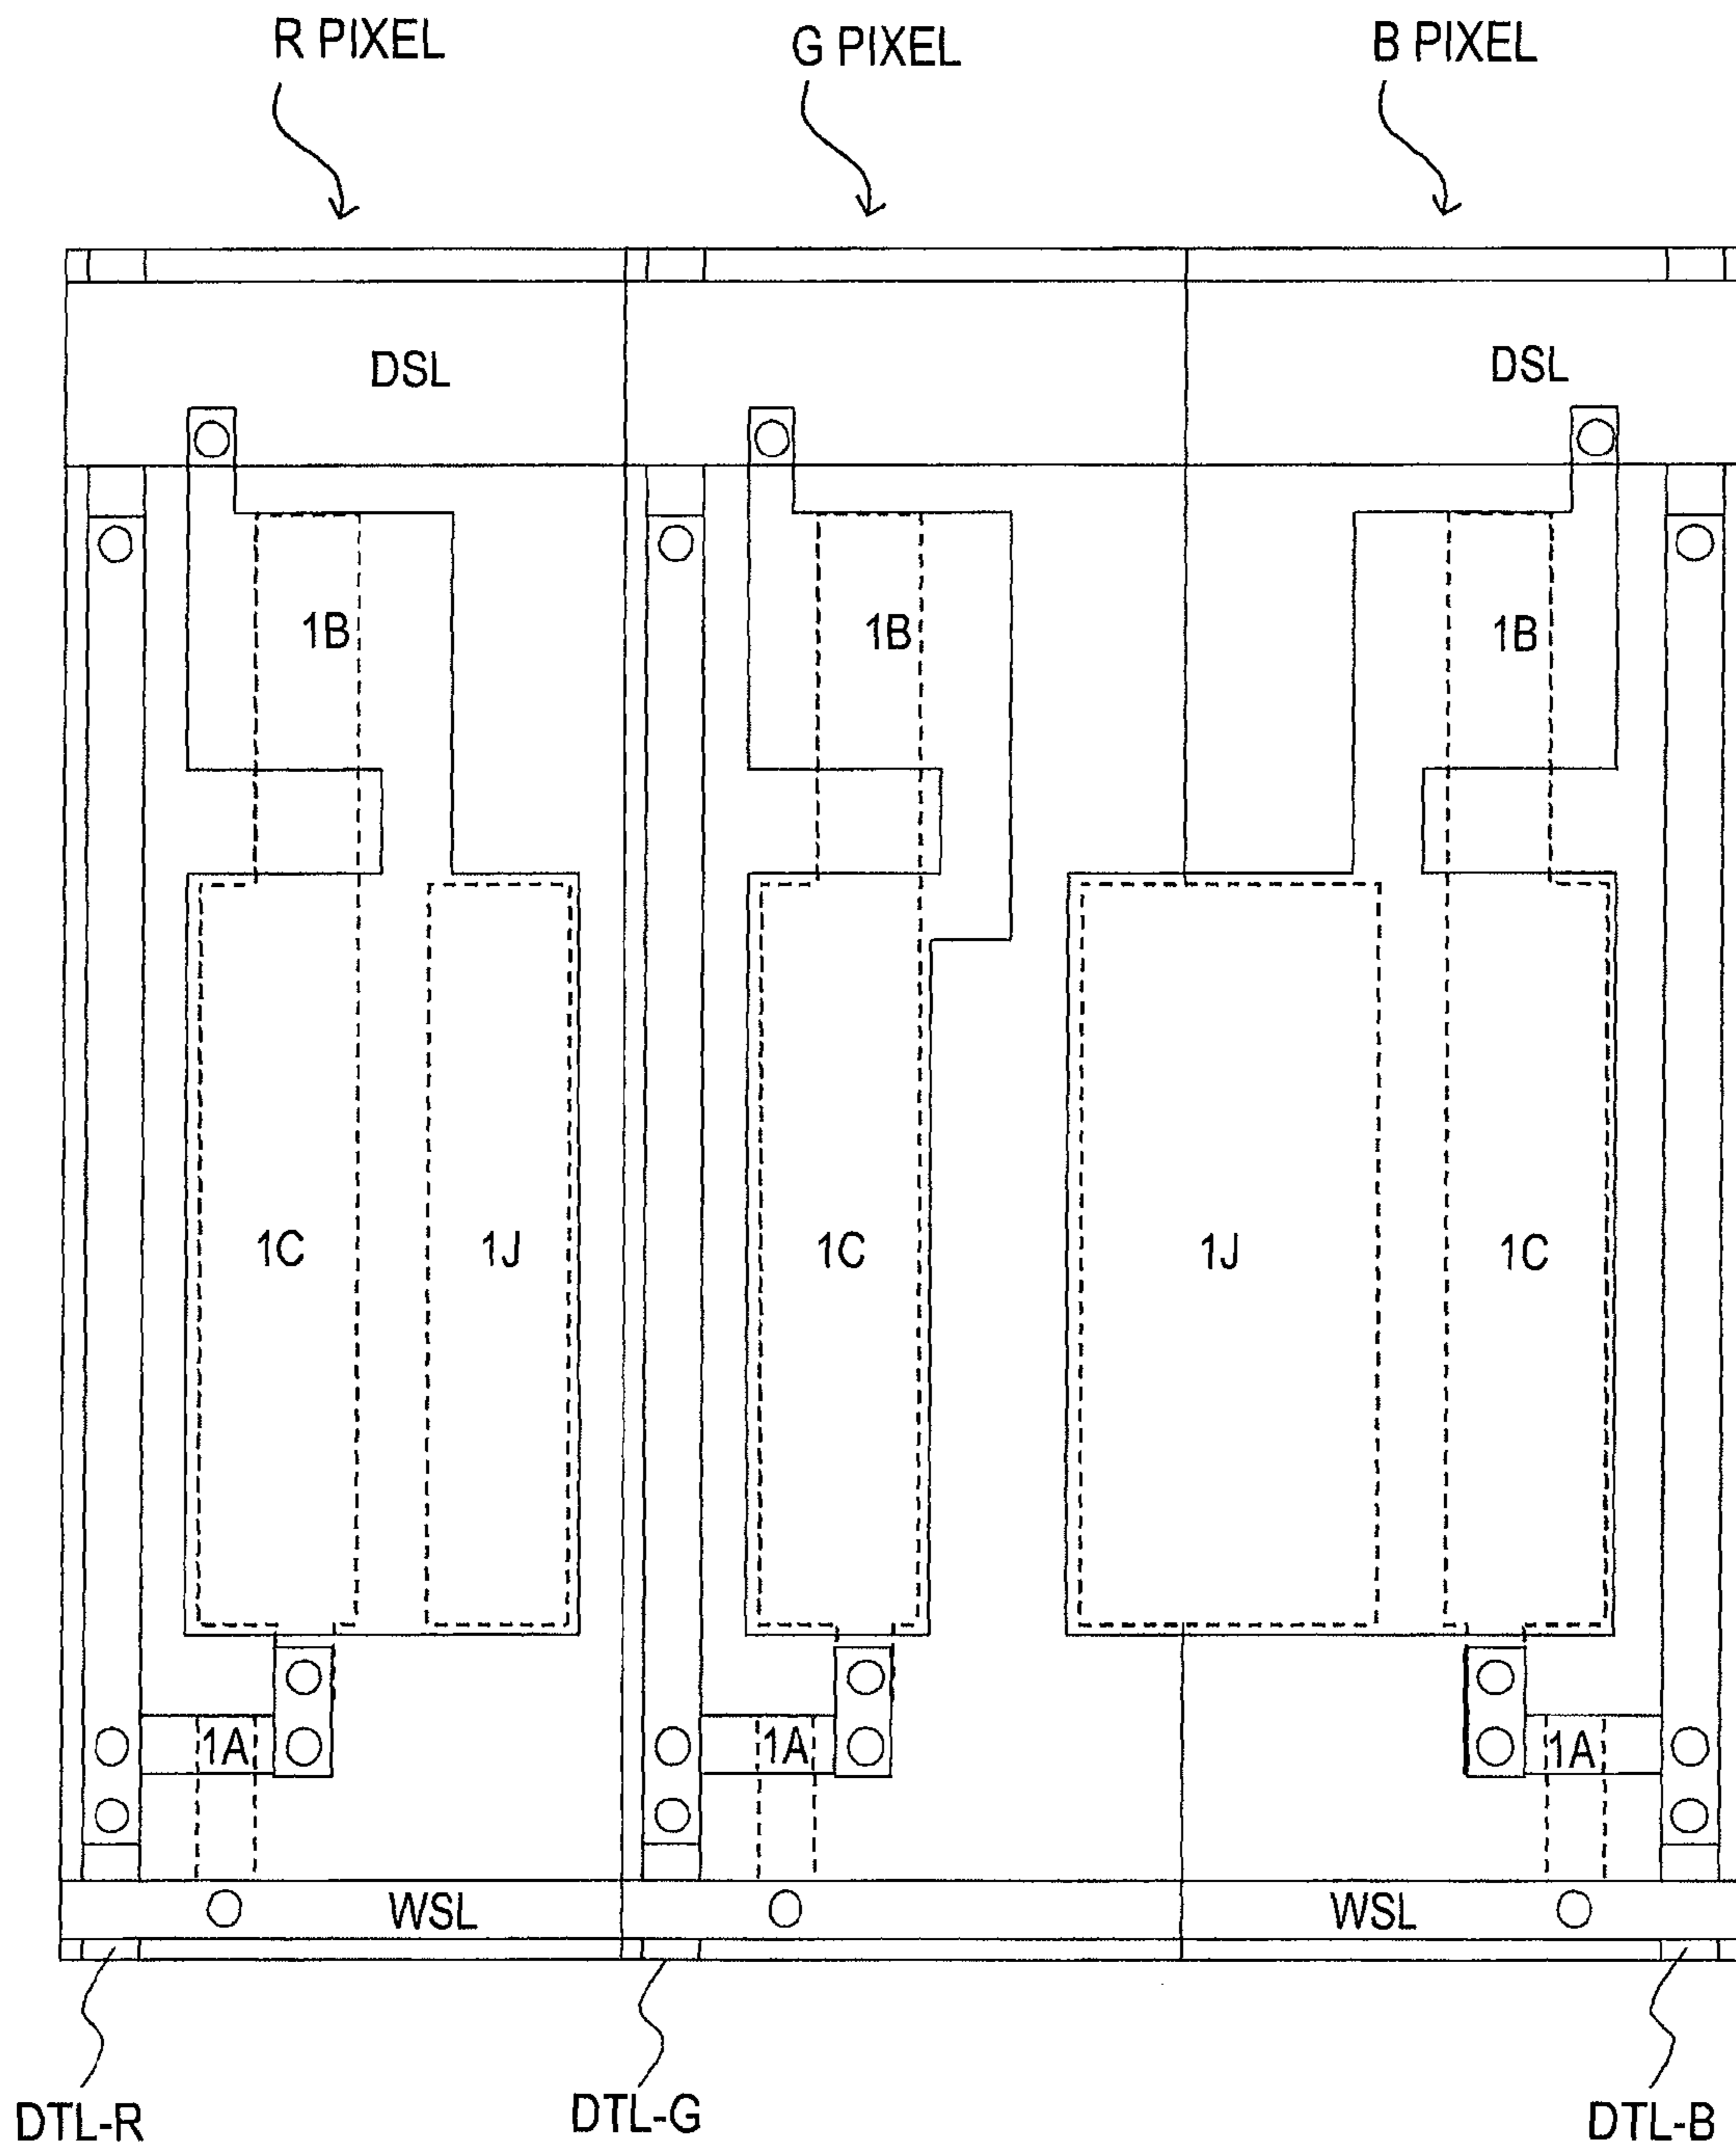 R PIXEL G PIXEL B PIXEL
DSL DSL
1B 1B 1B
1C 1J 1C 1J 1C
1A 1A 1A
WSL WSL
DTL-R DTL-G DTL-B